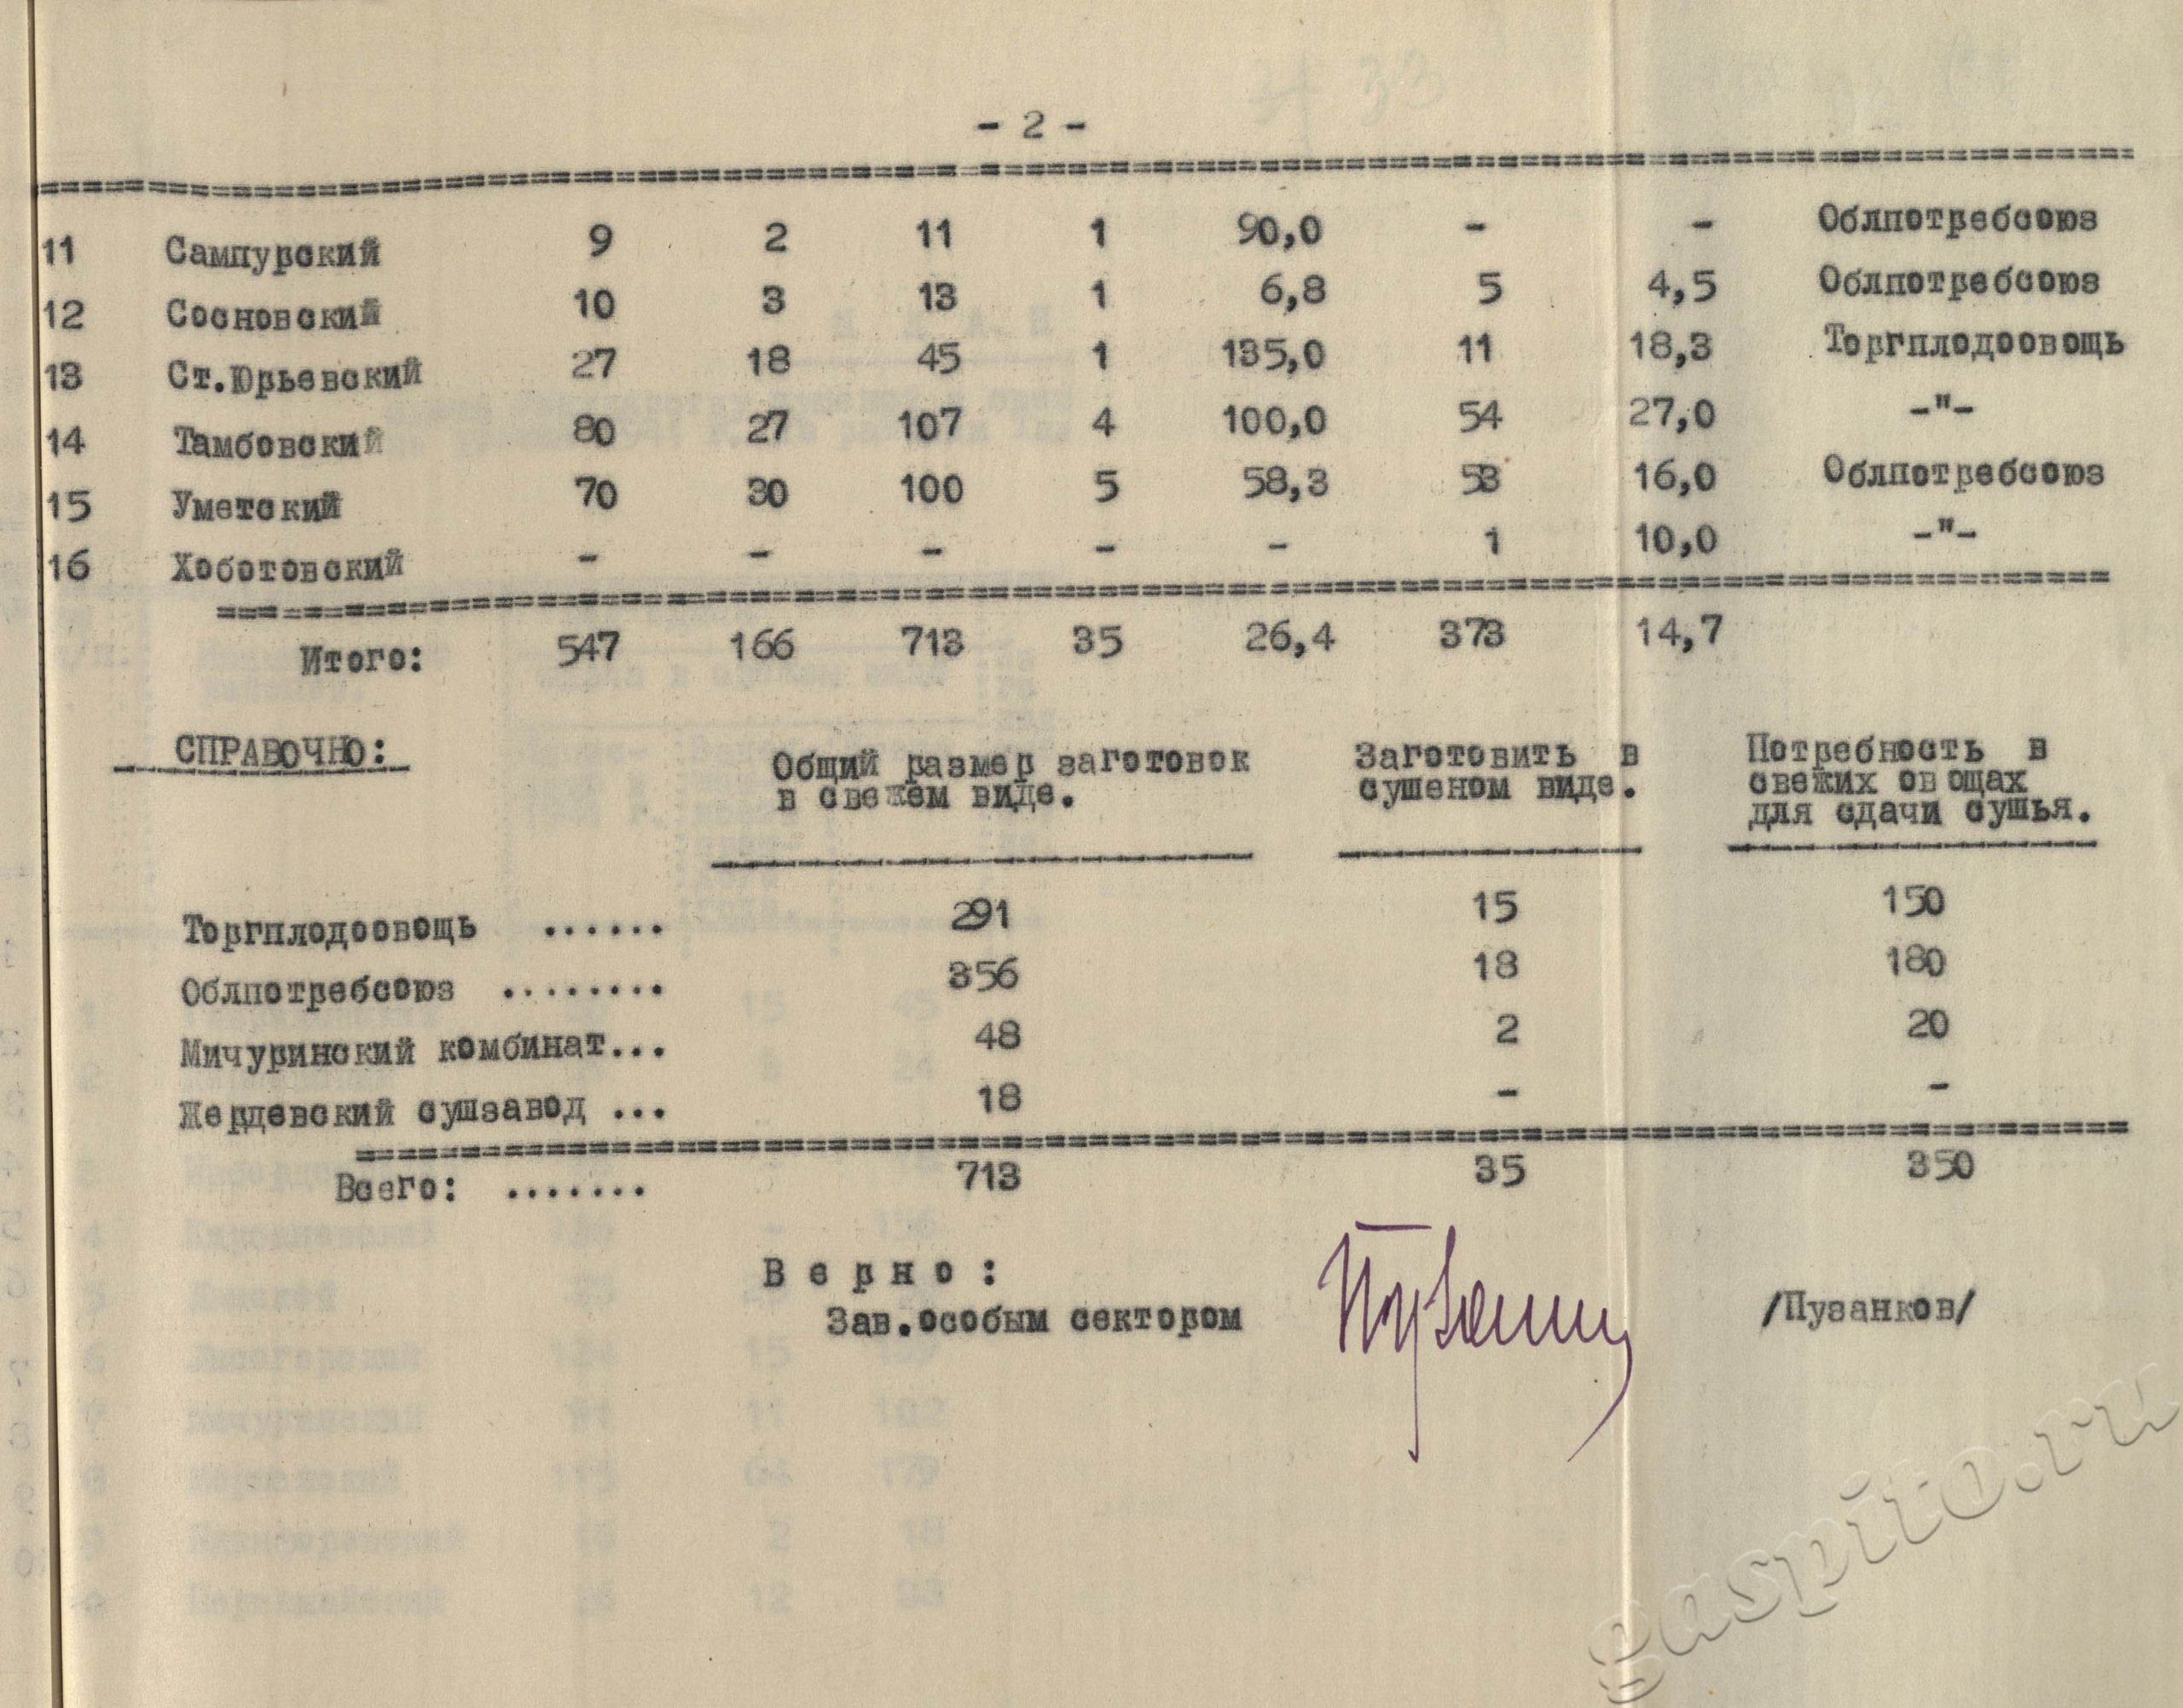 - 2 -
11 Сампурский 9 2 11 1 90,0 - - Облпотребсоюз
12 Сосновский 10 3 13 1 6,8 5 4,5 Облпотребсоюз
13 Ст.Юрьевский 27 18 45 1 135,0 11 18,3 Торгплодоовощь
14 Тамбовский 80 27 107 4 100,0 54 27,0 -"-
15 Уметский 70 30 100 5 58,3 53 16,0 Облпотребсоюз
16 Хоботовский - - - - - 1 10,0 -"-
Итого: 547 166 713 35 26,4 373 14,7
СПРАВОЧНО: Общий размер заготовок Заготовить в Потребность в
в свежем виде. сушеном виде. свежих овощах
для сдачи сушья.
Торгплодоовощь ...... 291 15 150
Облпотребсоюз ........ 356 18 180
Мичуринский комбинат... 48 2 20
Жердевский сушзавод ... 18 - -
Всего: ....... 713 35 350
В е р н о :
Зав.особым сектором /Пузанков/
gaspito.ru